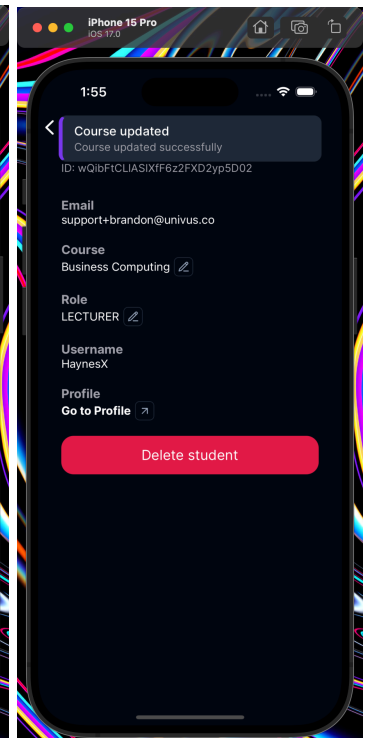 iPhone 15 Pro
iOS 17.0
1:55
Course updated
Course updated successfully
ID: wQibFtCLIASIXfF6z2FXD2yp5D02
Email
support+brandon@univus.co
Course
Business Computing
Role
LECTURER
Username
HaynesX
Profile
Go to Profile
Delete student